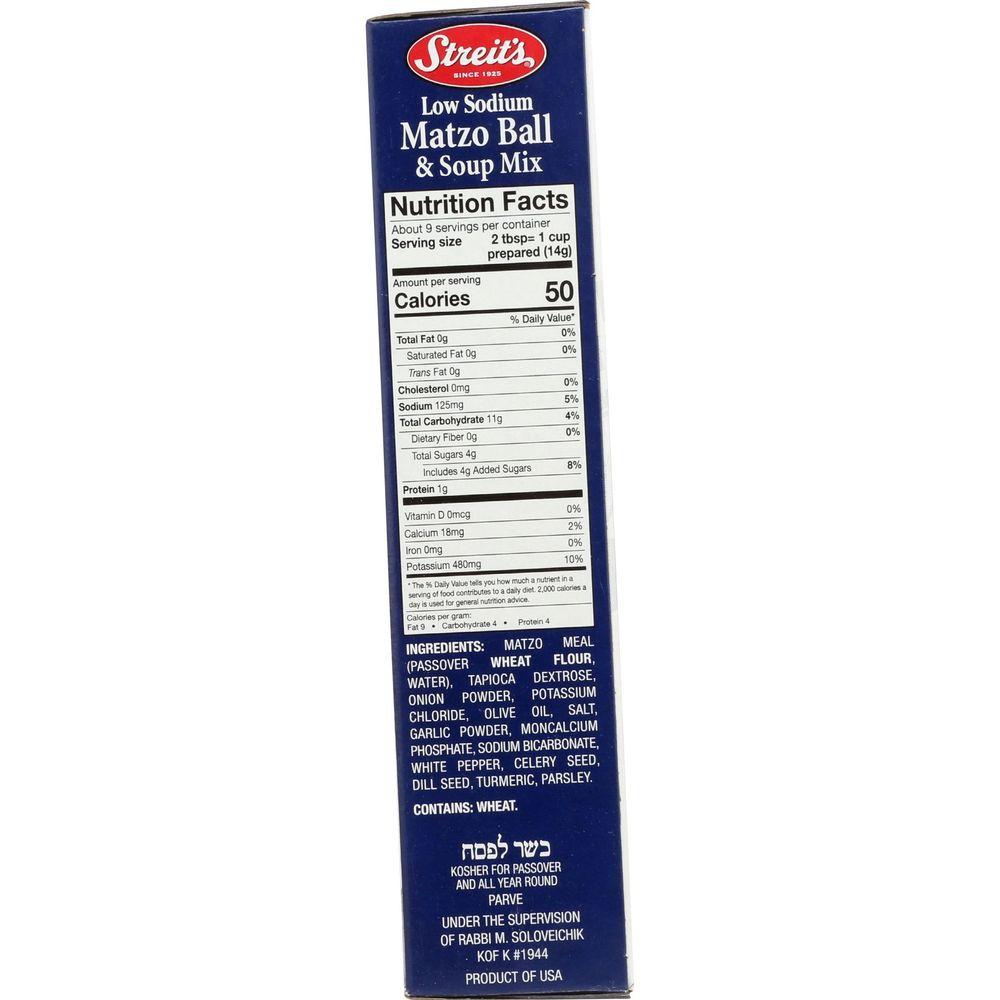 Streit's
SINCE 1925
Low Sodium
Matzo Ball
& Soup Mix
Nutrition Facts
About 9 servings per container
Serving size 2 tbsp= 1 cup
prepared (14g)
Amount per serving
Calories 50
% Daily Value*
Total Fat 0g 0%
Saturated Fat 0g 0%
Trans Fat 0g
Cholesterol 0mg 0%
Sodium 125mg 5%
Total Carbohydrate 11g 4%
Dietary Fiber 0g 0%
Total Sugars 4g
Includes 4g Added Sugars 8%
Protein 1g
Vitamin D 0mcg 0%
Calcium 18mg 2%
Iron 0mg 0%
Potassium 480mg 10%
* The % Daily Value tells you how much a nutrient in a
serving of food contributes to a daily diet. 2,000 calories a
day is used for general nutrition advice.
Calories per gram:
Fat 9 • Carbohydrate 4 • Protein 4
INGREDIENTS: MATZO MEAL
(PASSOVER WHEAT FLOUR,
WATER), TAPIOCA DEXTROSE,
ONION POWDER, POTASSIUM
CHLORIDE, OLIVE OIL, SALT,
GARLIC POWDER, MONCALCIUM
PHOSPHATE, SODIUM BICARBONATE,
WHITE PEPPER, CELERY SEED,
DILL SEED, TURMERIC, PARSLEY.
CONTAINS: WHEAT.
כשר לפסח
KOSHER FOR PASSOVER
AND ALL YEAR ROUND
PARVE
UNDER THE SUPERVISION
OF RABBI M. SOLOVEICHIK
KOF K #1944
PRODUCT OF USA